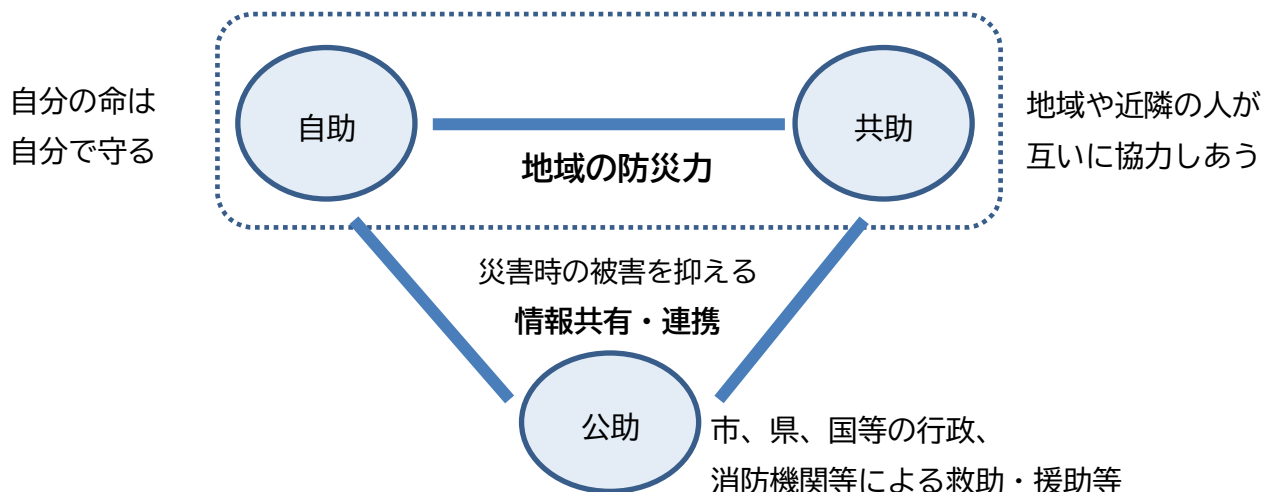 自分の命は
自分で守る
自助
共助
地域の防災力
地域や近隣の人が
互いに協力しあう
災害時の被害を抑える
情報共有・連携
公助
市、県、国等の行政、
消防機関等による救助・援助等